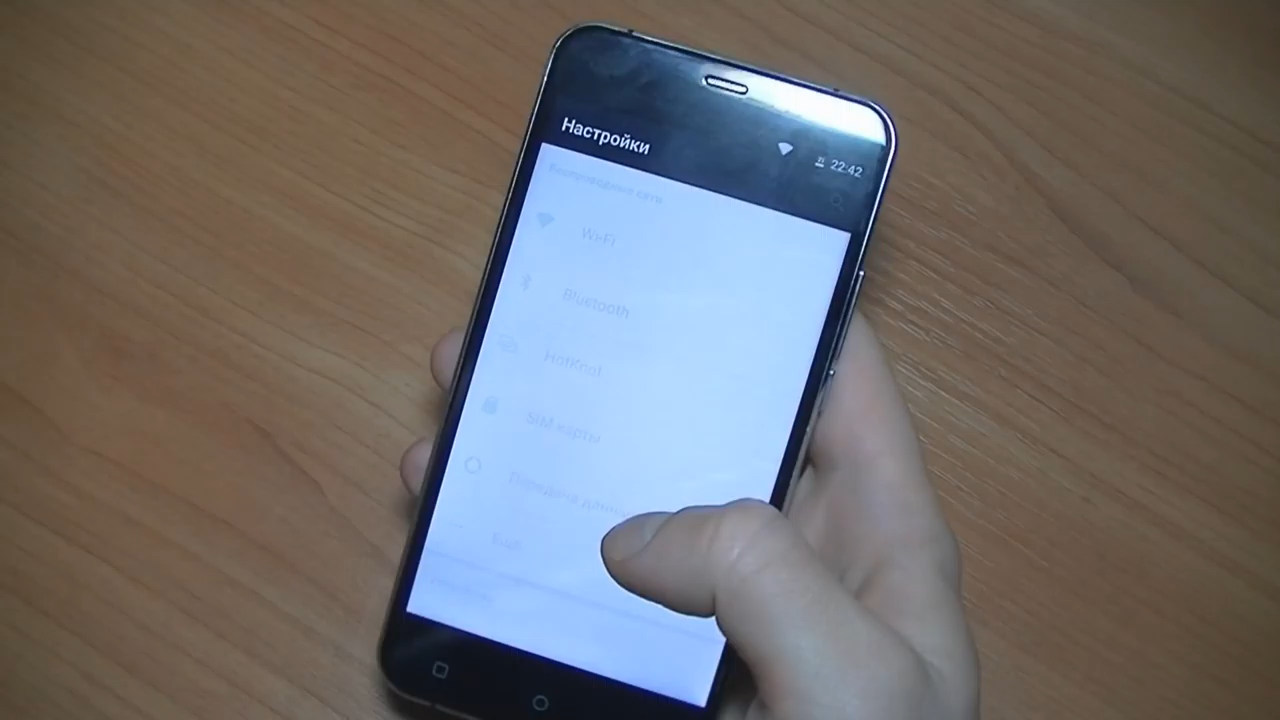 Настройки
22:42
Беспроводные сети
Wi-Fi
Bluetooth
HotKnot
SIM карты
Передача данных
Ещё